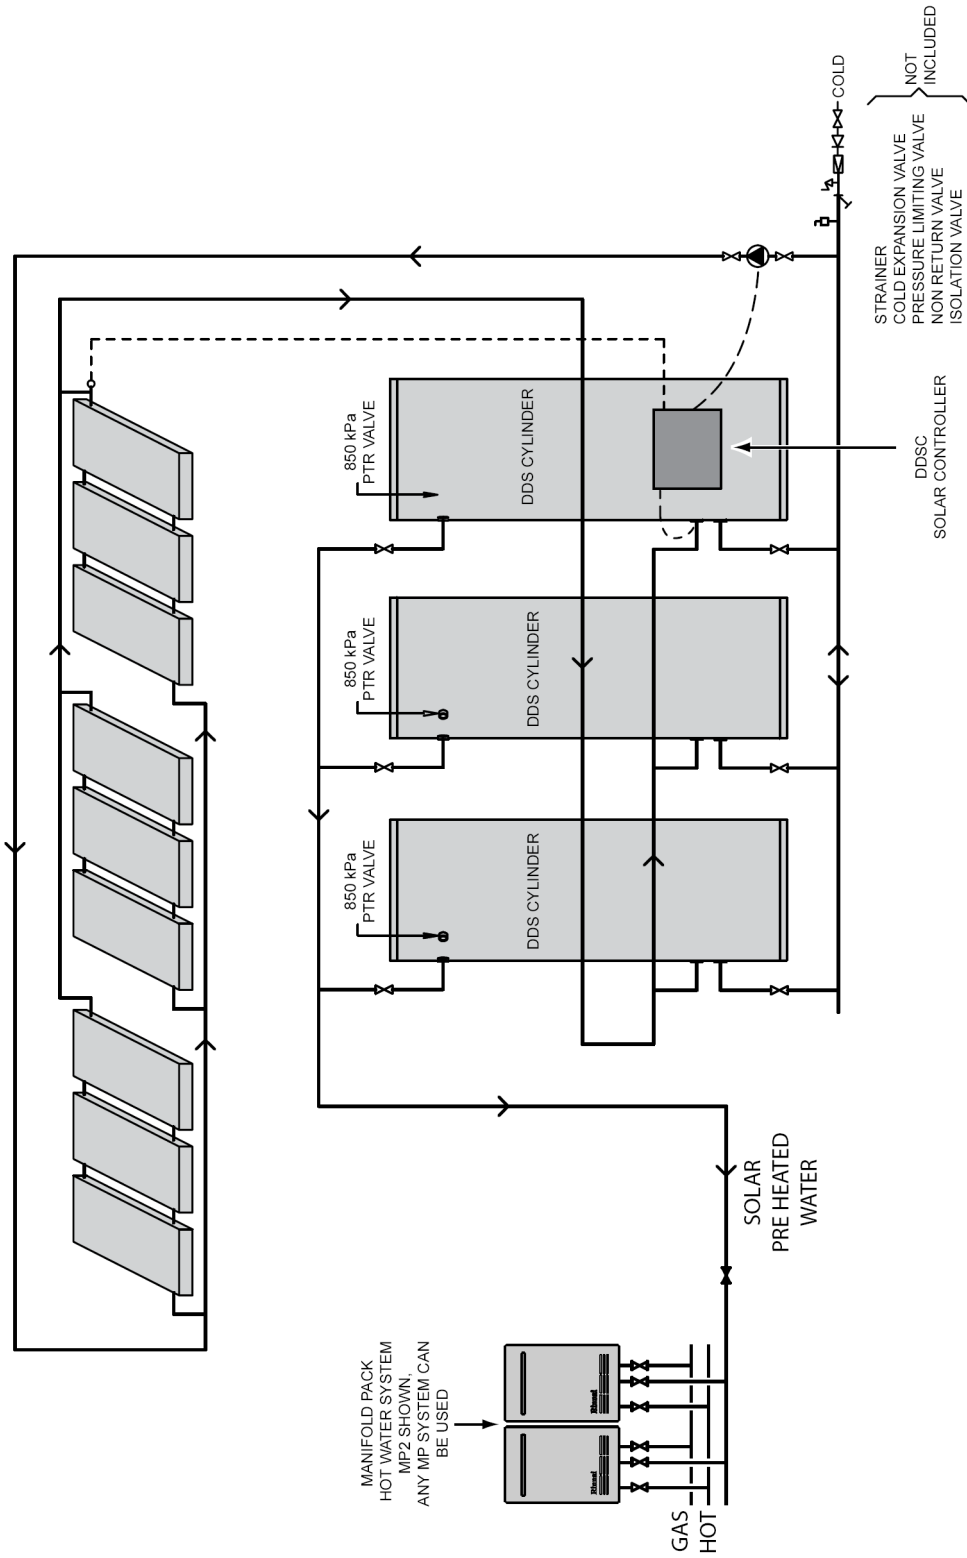 COLD
NOT
INCLUDED
STRAINER
COLD EXPANSION VALVE
PRESSURE LIMITING VALVE
NON RETURN VALVE
ISOLATION VALVE
850 kPa
PTR VALVE
DDS CYLINDER
DDSC
SOLAR CONTROLLER
850 kPa
PTR VALVE
DDS CYLINDER
850 kPa
PTR VALVE
DDS CYLINDER
SOLAR
PRE HEATED
WATER
MANIFOLD PACK
HOT WATER SYSTEM
MP2 SHOWN,
ANY MP SYSTEM CAN
BE USED
Rinnai
Rinnai
GAS
HOT